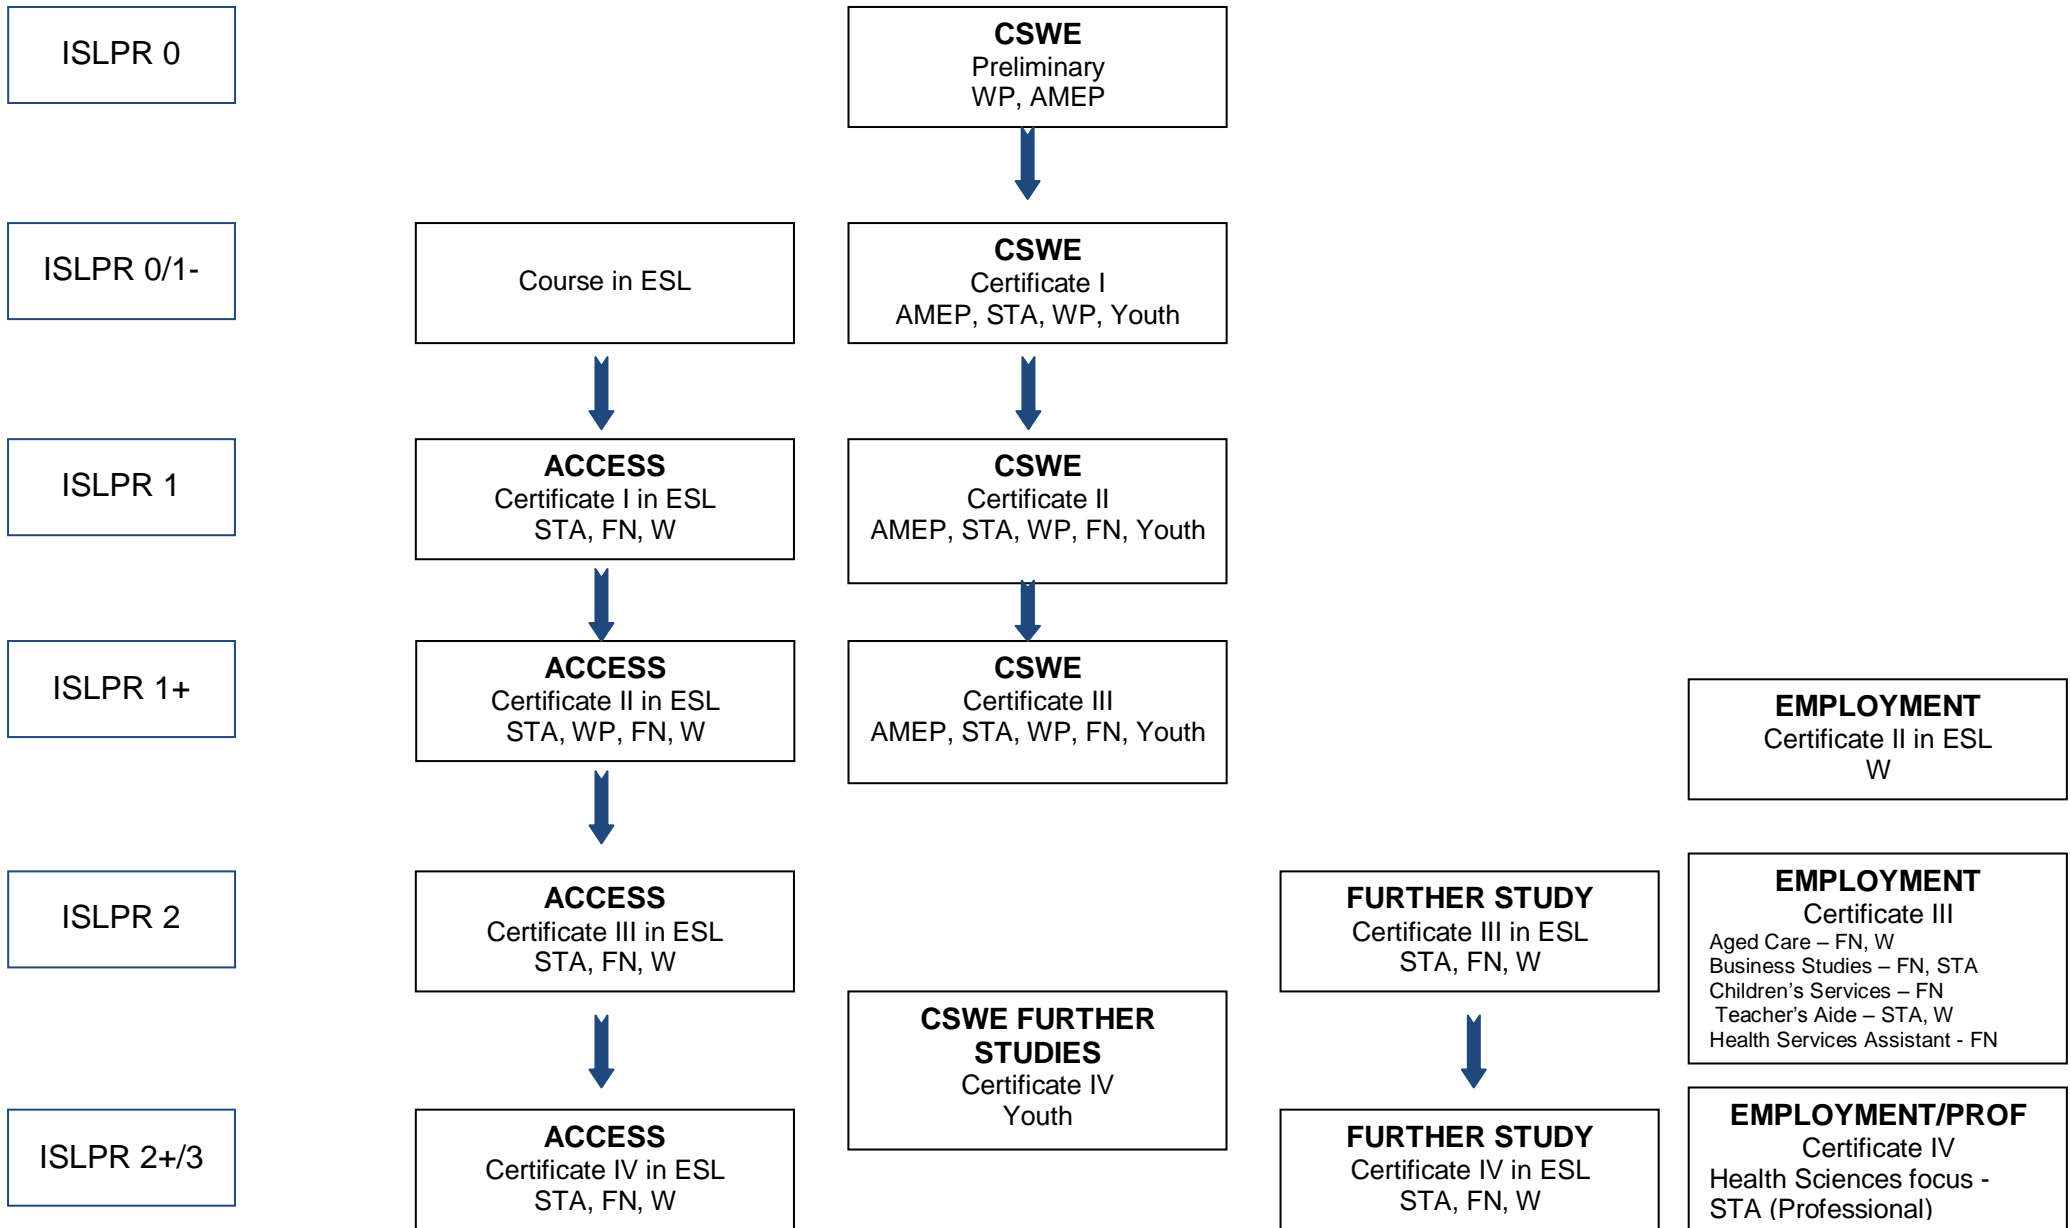 ISLPR 0
CSWE
Preliminary
WP, AMEP
ISLPR 0/1-
Course in ESL
CSWE
Certificate I
AMEP, STA, WP, Youth
ISLPR 1
ACCESS
Certificate I in ESL
STA, FN, W
CSWE
Certificate II
AMEP, STA, WP, FN, Youth
ISLPR 1+
ACCESS
Certificate II in ESL
STA, WP, FN, W
CSWE
Certificate III
AMEP, STA, WP, FN, Youth
EMPLOYMENT
Certificate II in ESL
W
ISLPR 2
ACCESS
Certificate III in ESL
STA, FN, W
FURTHER STUDY
Certificate III in ESL
STA, FN, W
EMPLOYMENT
Certificate III
Aged Care – FN, W
Business Studies – FN, STA
Children’s Services – FN
Teacher’s Aide – STA, W
Health Services Assistant - FN
CSWE FURTHER
STUDIES
Certificate IV
Youth
ISLPR 2+/3
ACCESS
Certificate IV in ESL
STA, FN, W
FURTHER STUDY
Certificate IV in ESL
STA, FN, W
EMPLOYMENT/PROF
Certificate IV
Health Sciences focus -
STA (Professional)